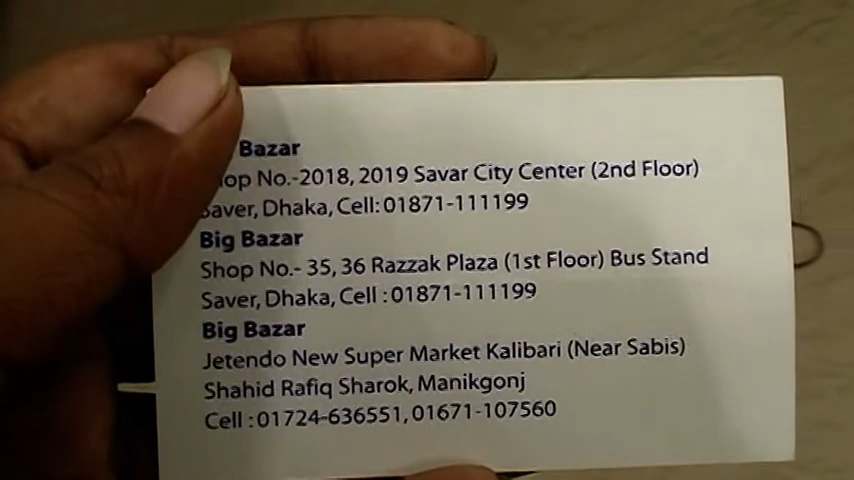 Bazar
No.-2018, 2019 Savar City Center (2nd Floor)
Saver, Dhaka, Cell: 01871-111199
Big Bazar
Shop No.- 35, 36 Razzak Plaza (1st Floor) Bus Stand
Saver, Dhaka, Cell : 01871-111199
Big Bazar
Jetendo New Super Market Kalibari (Near Sabis)
Shahid Rafiq Sharok, Manikgonj
Cell : 01724-636551, 01671-107560